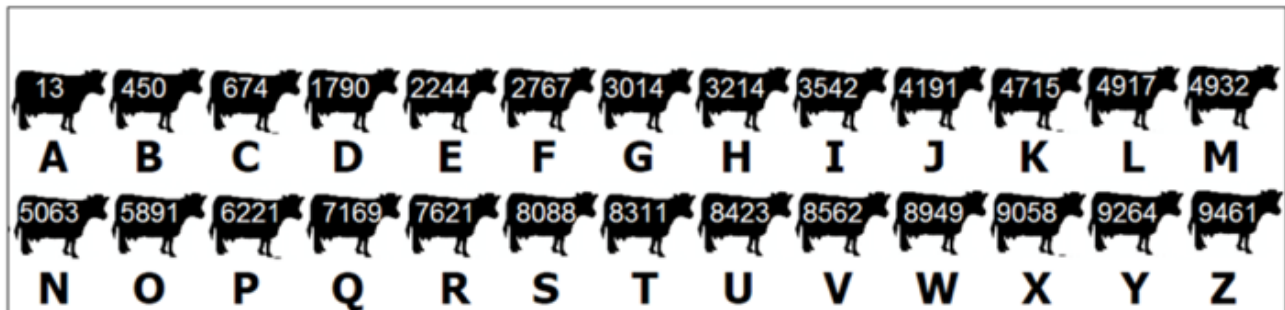 13 450 674 1790 2244 2767 3014 3214 3542 4191 4715 4917 4932
A B C D E F G H I J K L M
5063 5891 6221 7169 7621 8088 8311 8423 8562 8949 9058 9264 9461
N O P Q R S T U V W X Y Z